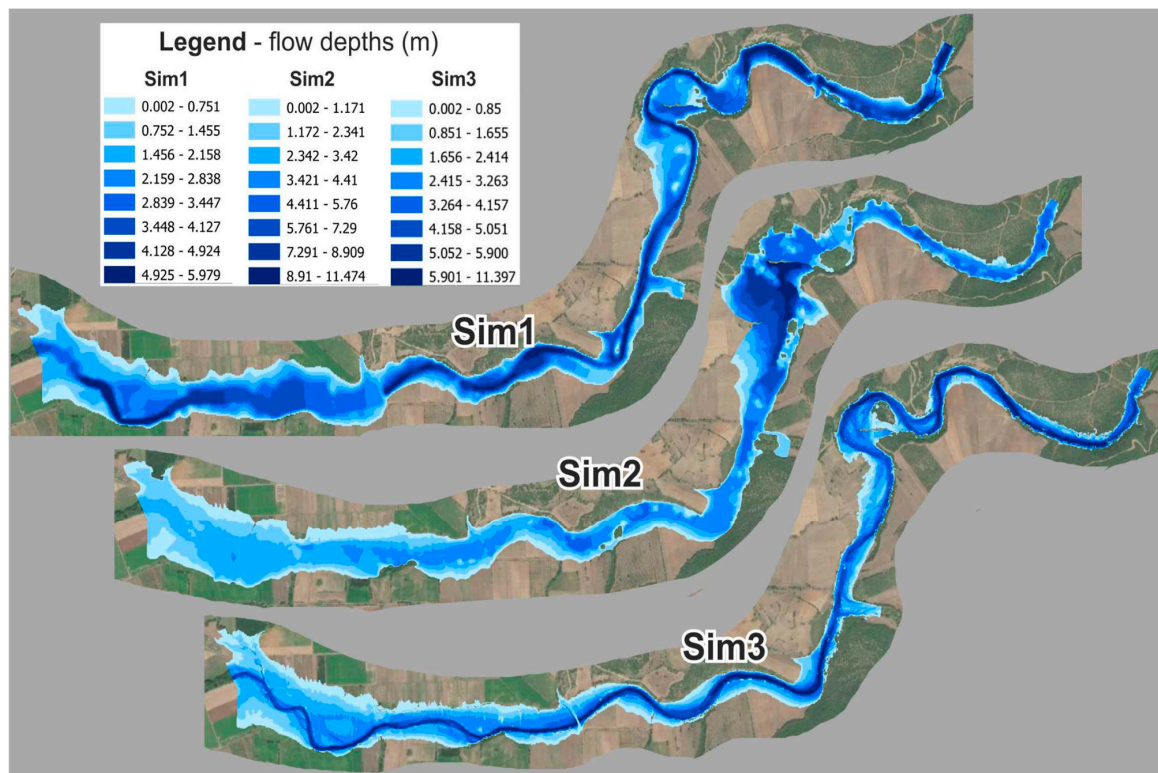 Legend - flow depths (m)
Sim1 Sim2 Sim3
0.002 - 0.751 0.002 - 1.171 0.002 - 0.85
0.752 - 1.455 1.172 - 2.341 0.851 - 1.655
1.456 - 2.158 2.342 - 3.42 1.656 - 2.414
2.159 - 2.838 3.421 - 4.41 2.415 - 3.263
2.839 - 3.447 4.411 - 5.76 3.264 - 4.157
3.448 - 4.127 5.761 - 7.29 4.158 - 5.051
4.128 - 4.924 7.291 - 8.909 5.052 - 5.900
4.925 - 5.979 8.91 - 11.474 5.901 - 11.397
Sim1
Sim2
Sim3